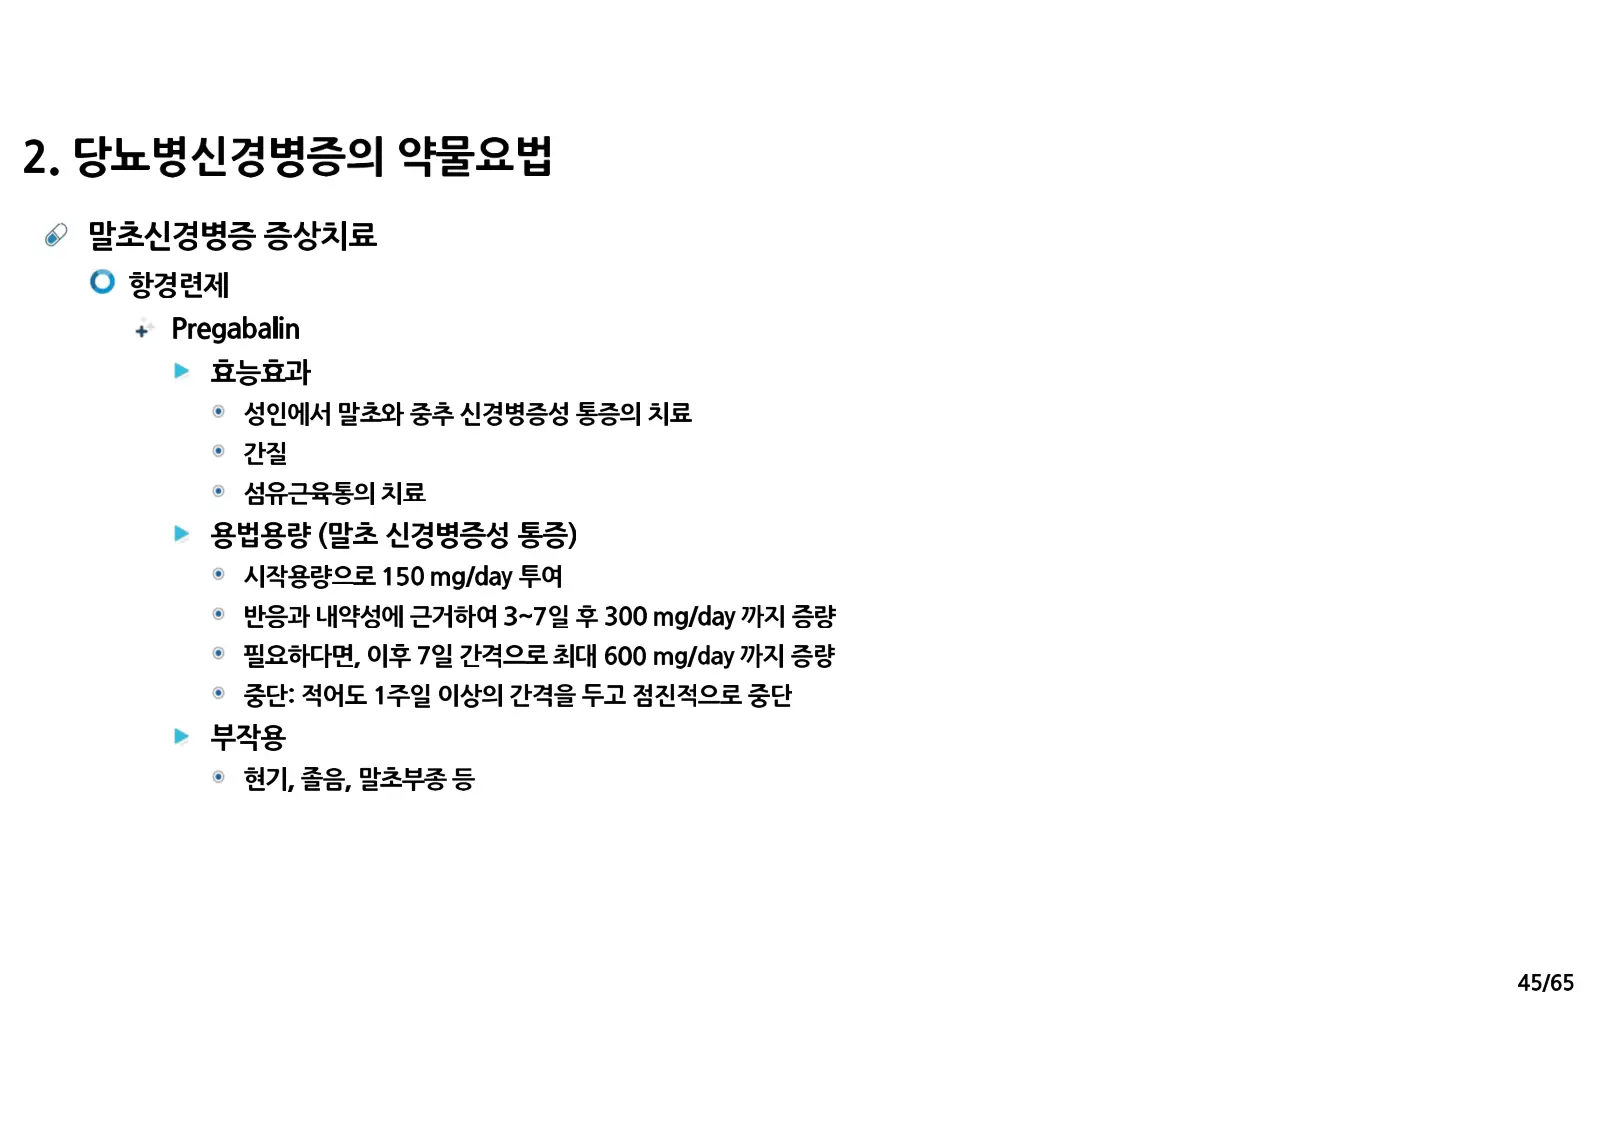 2. 당뇨병신경병증의 약물요법
말초신경병증 증상치료
항경련제
Pregabalin
효능효과
성인에서 말초와 중추 신경병증성 통증의 치료
간질
섬유근육통의 치료
용법용량 (말초 신경병증성 통증)
시작용량으로 150 mg/day 투여
반응과 내약성에 근거하여 3~7일 후 300 mg/day 까지 증량
필요하다면, 이후 7일 간격으로 최대 600 mg/day 까지 증량
중단: 적어도 1주일 이상의 간격을 두고 점진적으로 중단
부작용
현기, 졸음, 말초부종 등
45/65